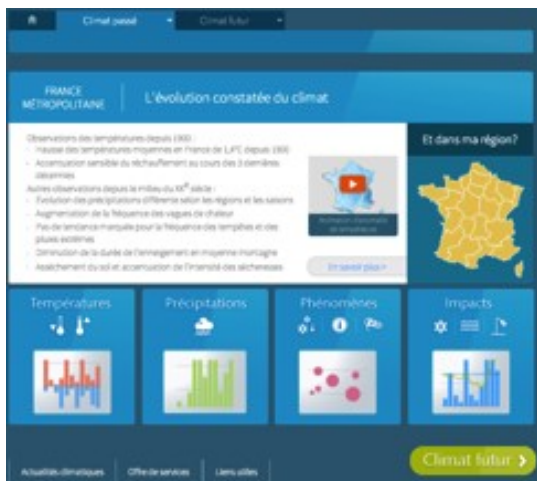 Climat passé
Climat futur
FRANCE
MÉTROPOLITAINE
L'évolution constatée du climat
Observations des températures depuis 1900 :
- Hausse des températures moyennes en France de 1,4°C depuis 1900
- Accentuation sensible du réchauffement au cours des 3 dernières
décennies
Autres observations depuis le milieu du XXe siècle :
- Evolution des précipitations différente selon les régions et les saisons
- Augmentation de la fréquence des vagues de chaleur
- Pas de tendance marquée pour la fréquence des tempêtes et des
pluies extrêmes
- Diminution de la durée de l'enneigement en moyenne montagne
- Assèchement du sol et accentuation de l'intensité des sécheresses
de température
En savoir plus >
Et dans ma région?
Températures
Précipitations
Phénomènes
Impacts
Climat futur >
Actualités climatiques
Offre de services
Liens utiles